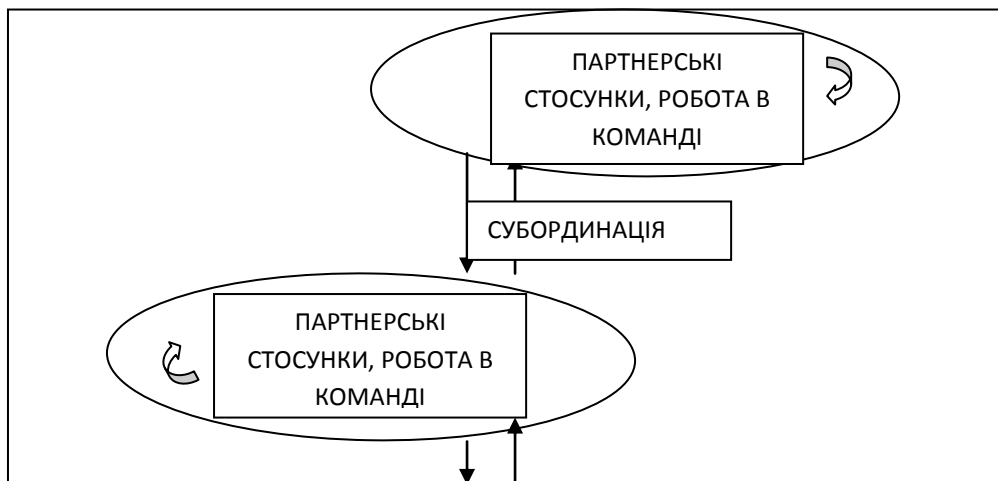 ПАРТНЕРСЬКІ
СТОСУНКИ, РОБОТА В
КОМАНДІ
СУБОРДИНАЦІЯ
ПАРТНЕРСЬКІ
СТОСУНКИ, РОБОТА В
КОМАНДІ